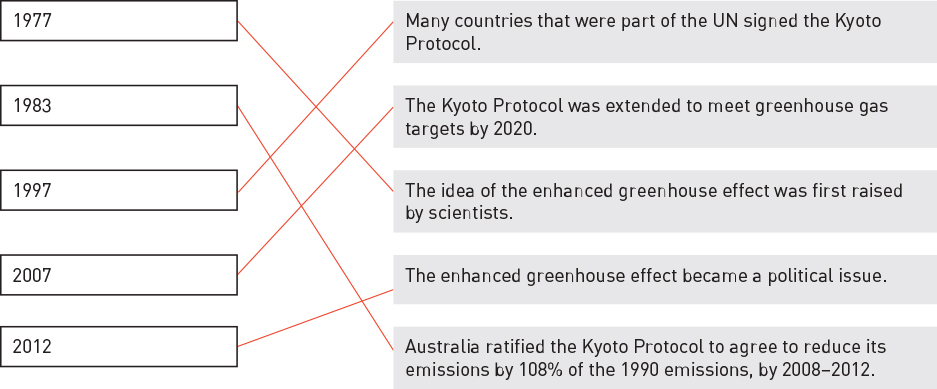 1977
Many countries that were part of the UN signed the Kyoto
Protocol.
1983
The Kyoto Protocol was extended to meet greenhouse gas
targets by 2020.
1997
The idea of the enhanced greenhouse effect was first raised
by scientists.
2007
The enhanced greenhouse effect became a political issue.
2012
Australia ratified the Kyoto Protocol to agree to reduce its
emissions by 108% of the 1990 emissions, by 2008–2012.